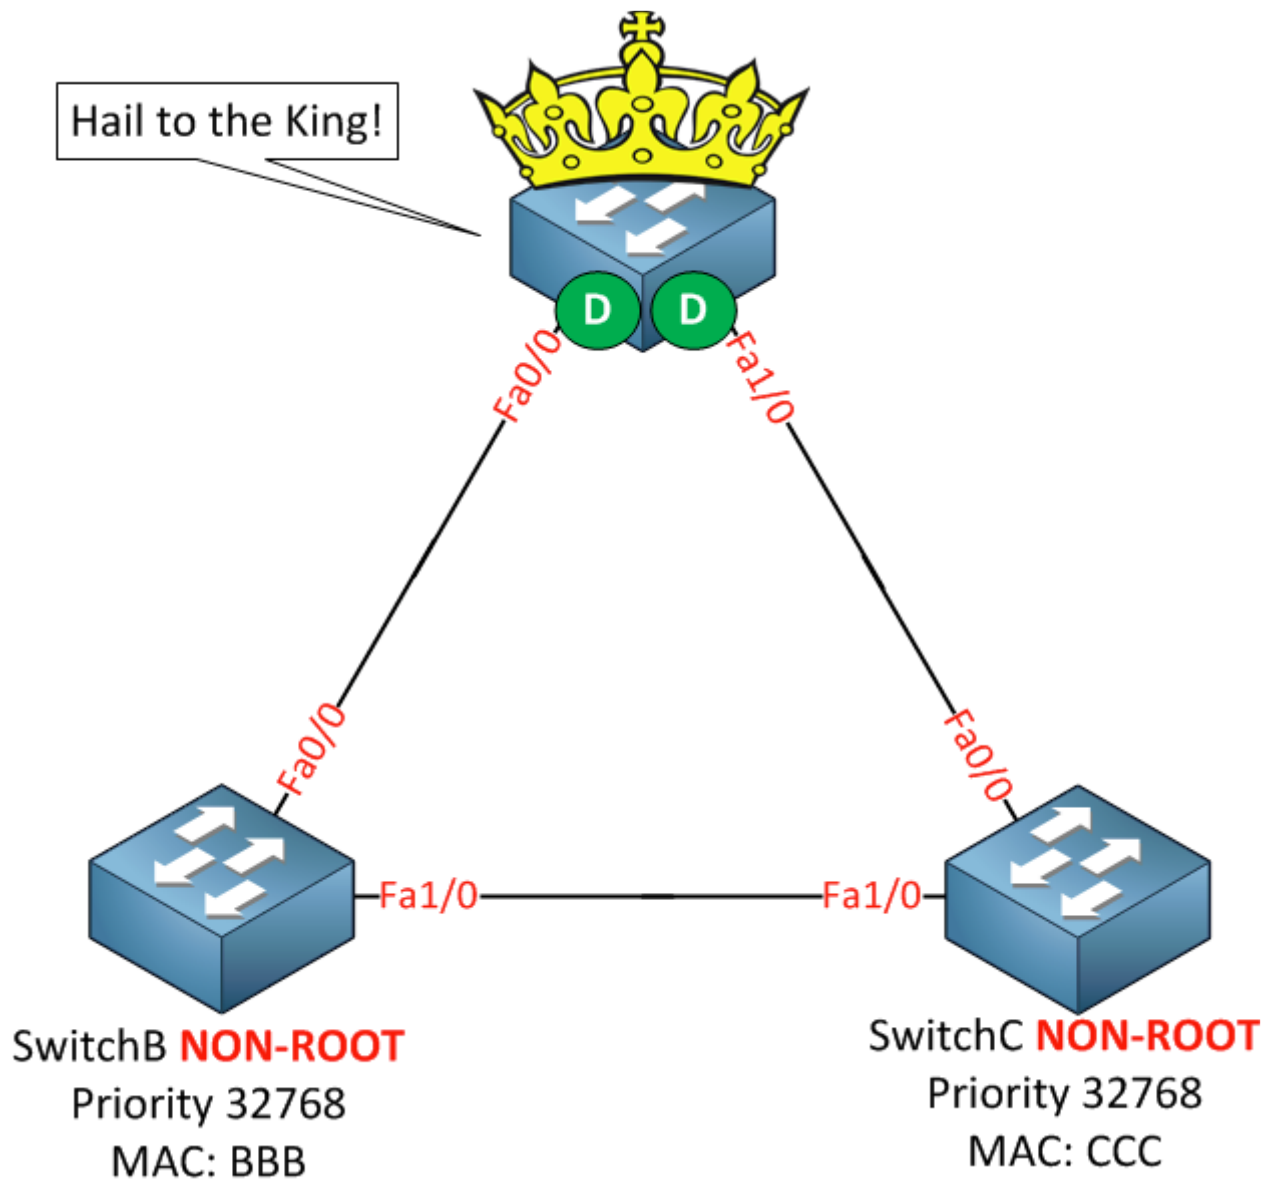 Hail to the King!
D
D
Fa0/0
Fa1/0
Fa0/0
Fa0/0
Fa1/0
Fa1/0
SwitchB NON-ROOT
Priority 32768
MAC: BBB
SwitchC NON-ROOT
Priority 32768
MAC: CCC